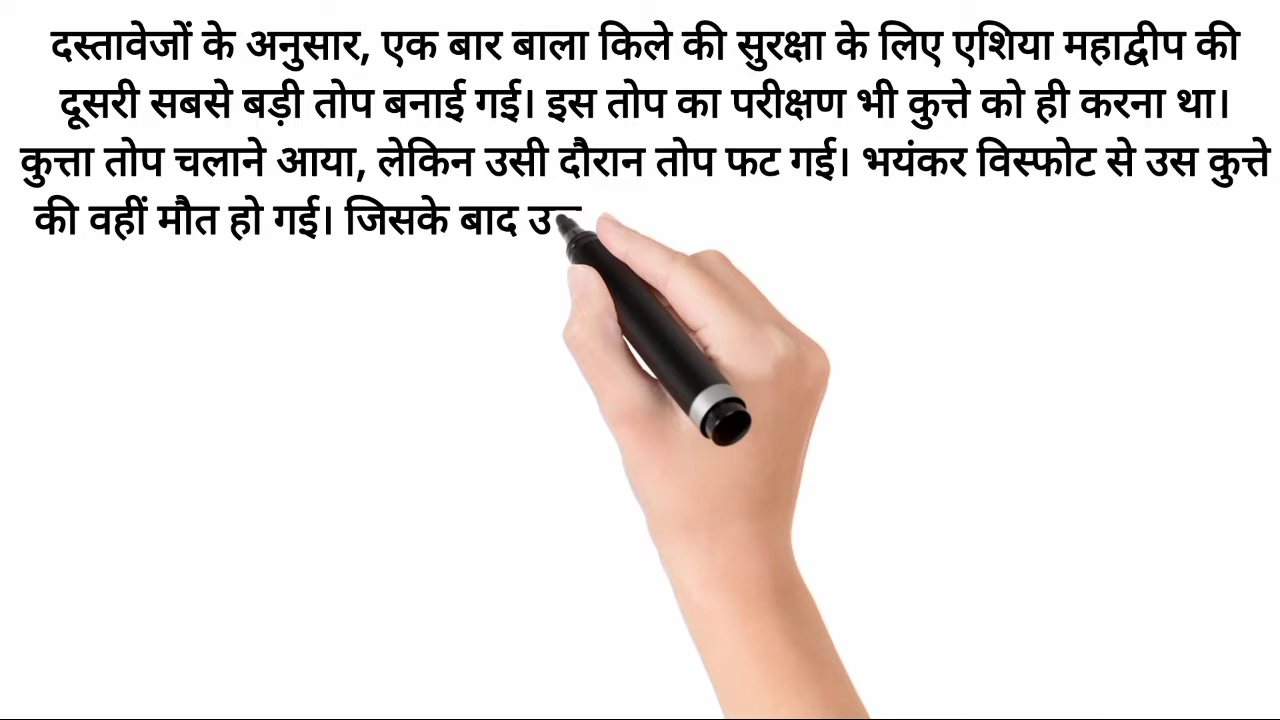 दस्तावेजों के अनुसार, एक बार बाला किले की सुरक्षा के लिए एशिया महाद्वीप की
दूसरी सबसे बड़ी तोप बनाई गई। इस तोप का परीक्षण भी कुत्ते को ही करना था।
कुत्ता तोप चलाने आया, लेकिन उसी दौरान तोप फट गई। भयंकर विस्फोट से उस कुत्ते
की वहीं मौत हो गई। जिसके बाद